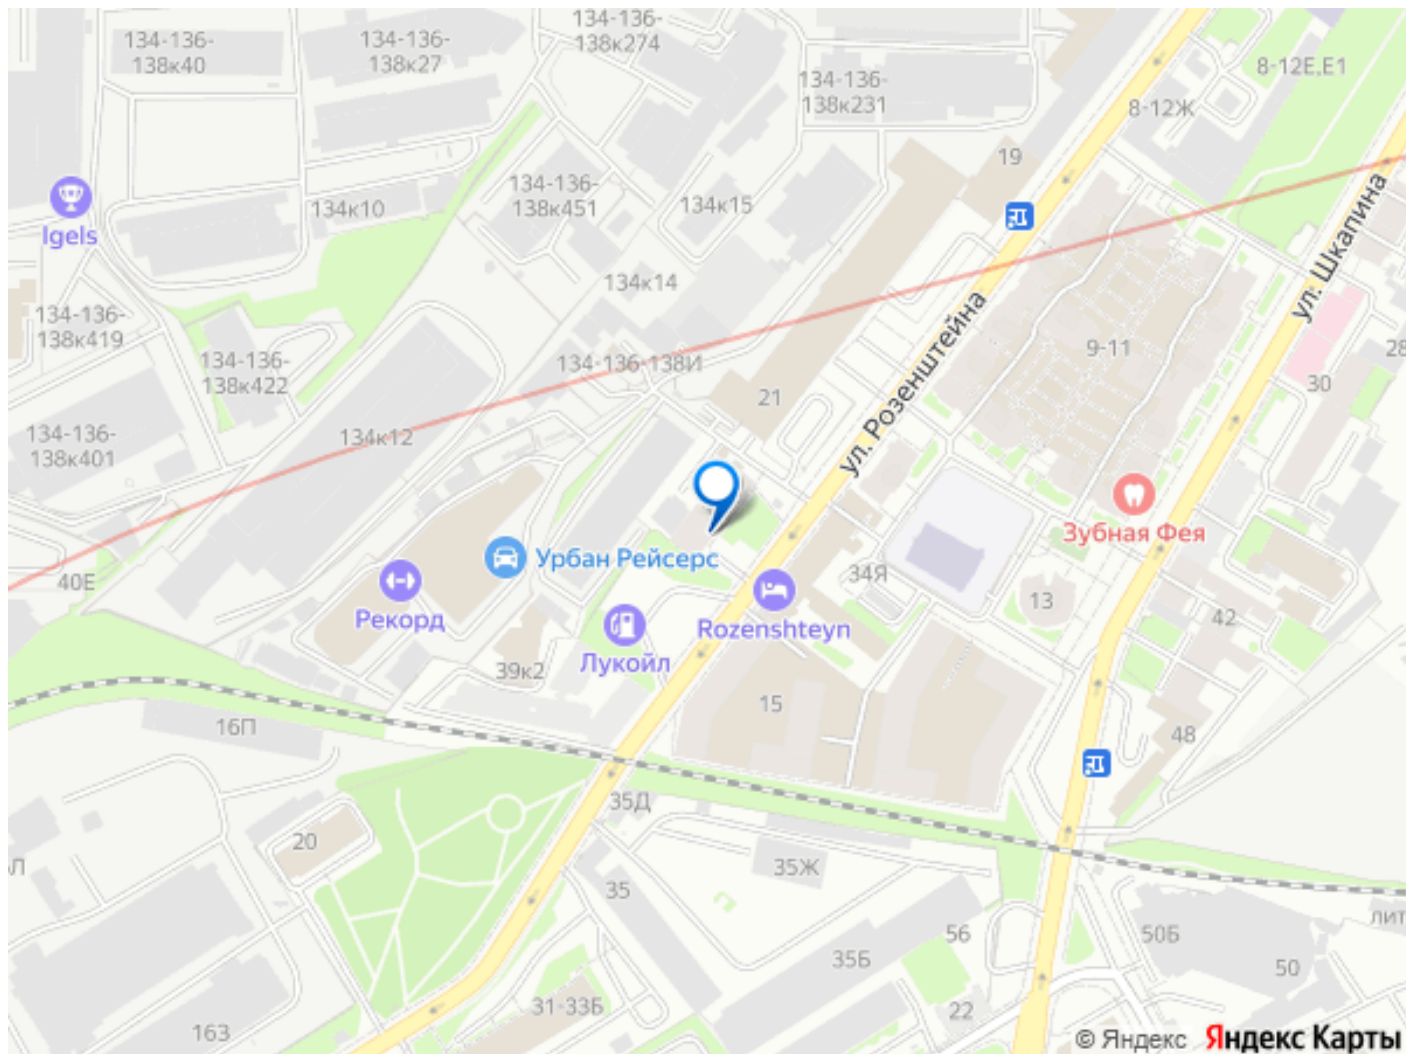 134-136-
138к40
134-136-
138к27
134-136-
138к274
134-136-
138к231
8-12Е,Е1
8-12Ж
19
Igels
134к10
134-136-
138к451
134к15
ул. Шкапина
134к14
134-136-
138к419
134-136-
138к422
134-136-138И
ул. Розенштейна
9-11
28
30
21
134-136-
138к401
134к12
Зубная Фея
Урбан Рейсерс
40Е
34Я
Рекорд
Rozenshteyn
13
42
Лукойл
39к2
15
16П
48
35Д
20
35Ж
35
лит
56
50Б
35Б
50
31-33Б
22
163
© Яндекс Яндекс Карты